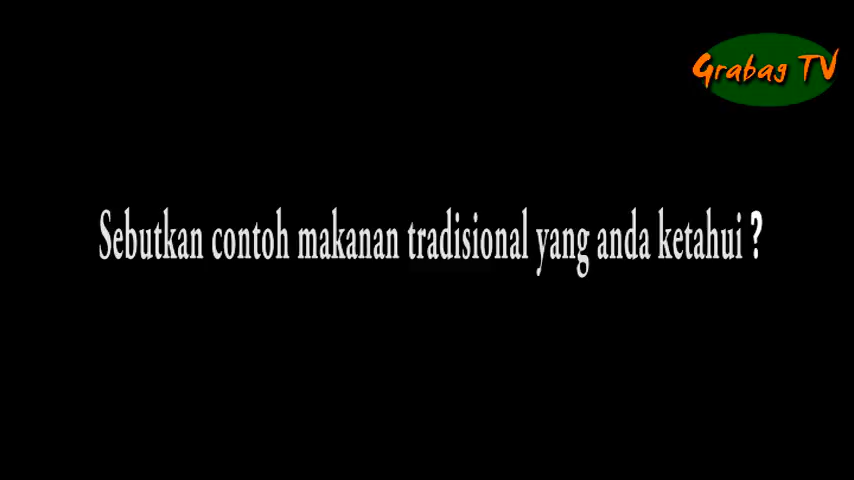 Grabag TV
Sebutkan contoh makanan tradisional yang anda ketahui ?